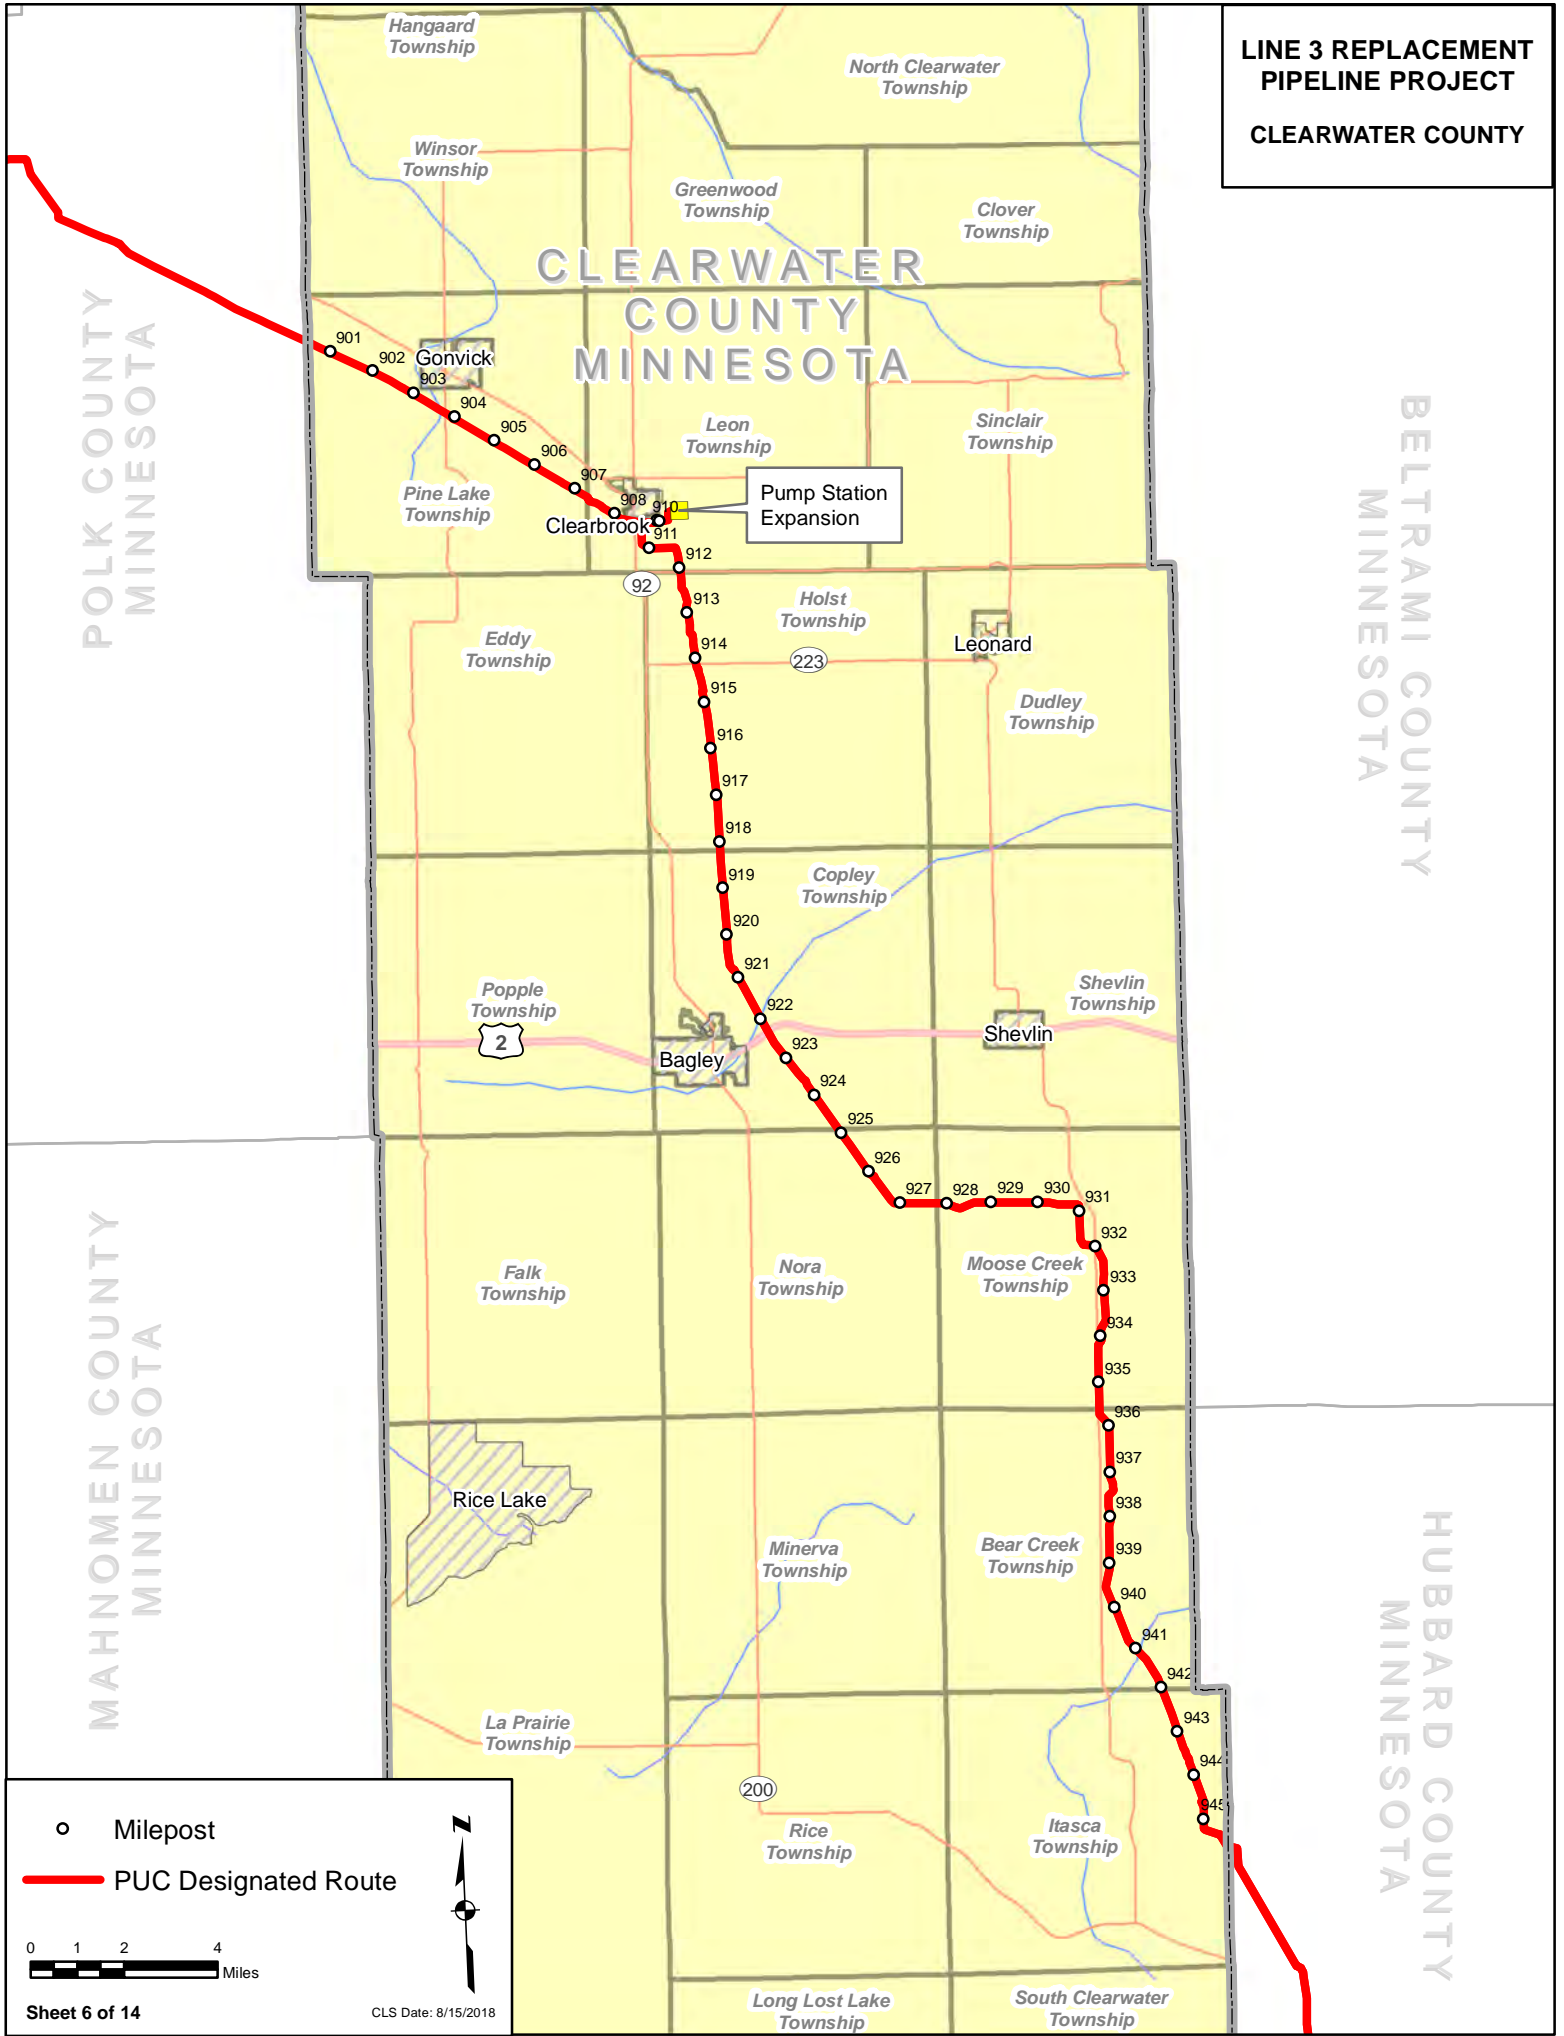 LINE 3 REPLACEMENT
PIPELINE PROJECT
CLEARWATER COUNTY
Hangaard
Township
North Clearwater
Township
Winsor
Township
Greenwood
Township
Clover
Township
CLEARWATER
COUNTY
MINNESOTA
POLK COUNTY
MINNESOTA
BELTRAMI COUNTY
MINNESOTA
901
902
Gonvick
903
904
905
906
907
908
910
Clearbrook
911
912
Leon
Township
Sinclair
Township
Pine Lake
Township
Pump Station
Expansion
92
913
Holst
Township
Eddy
Township
914
223
Leonard
915
Dudley
Township
916
917
918
919
Copley
Township
920
921
Popple
Township
2
922
Shevlin
Township
Shevlin
Bagley
923
924
925
926
927
928
929
930
931
932
Falk
Township
Nora
Township
Moose Creek
Township
933
934
935
936
937
938
939
940
941
942
943
944
945
MAHNOMEN COUNTY
MINNESOTA
HUBBARD COUNTY
MINNESOTA
Rice Lake
Minerva
Township
Bear Creek
Township
La Prairie
Township
200
Rice
Township
Itasca
Township
Long Lost Lake
Township
South Clearwater
Township
Milepost
PUC Designated Route
N
0 1 2 4
Miles
Sheet 6 of 14
CLS Date: 8/15/2018